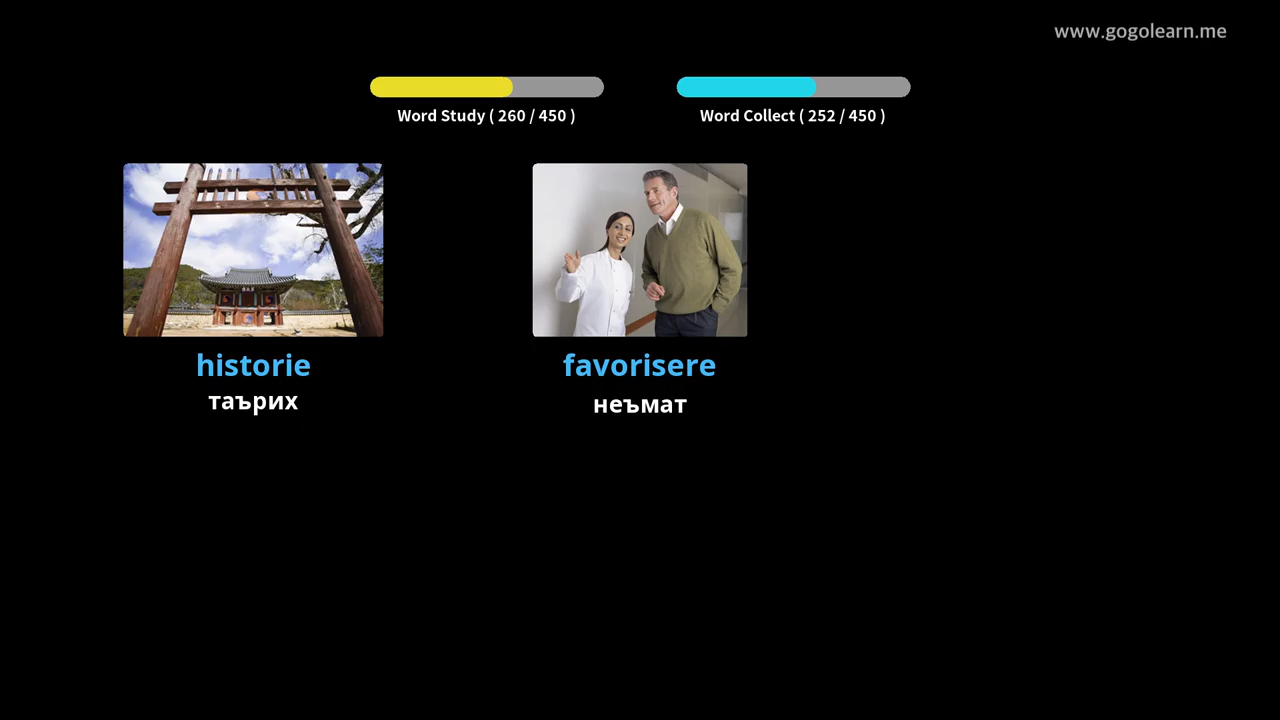 www.gogolearn.me
Word Study ( 260 / 450 )
Word Collect ( 252 / 450 )
historie
таърих
favorisere
неъмат